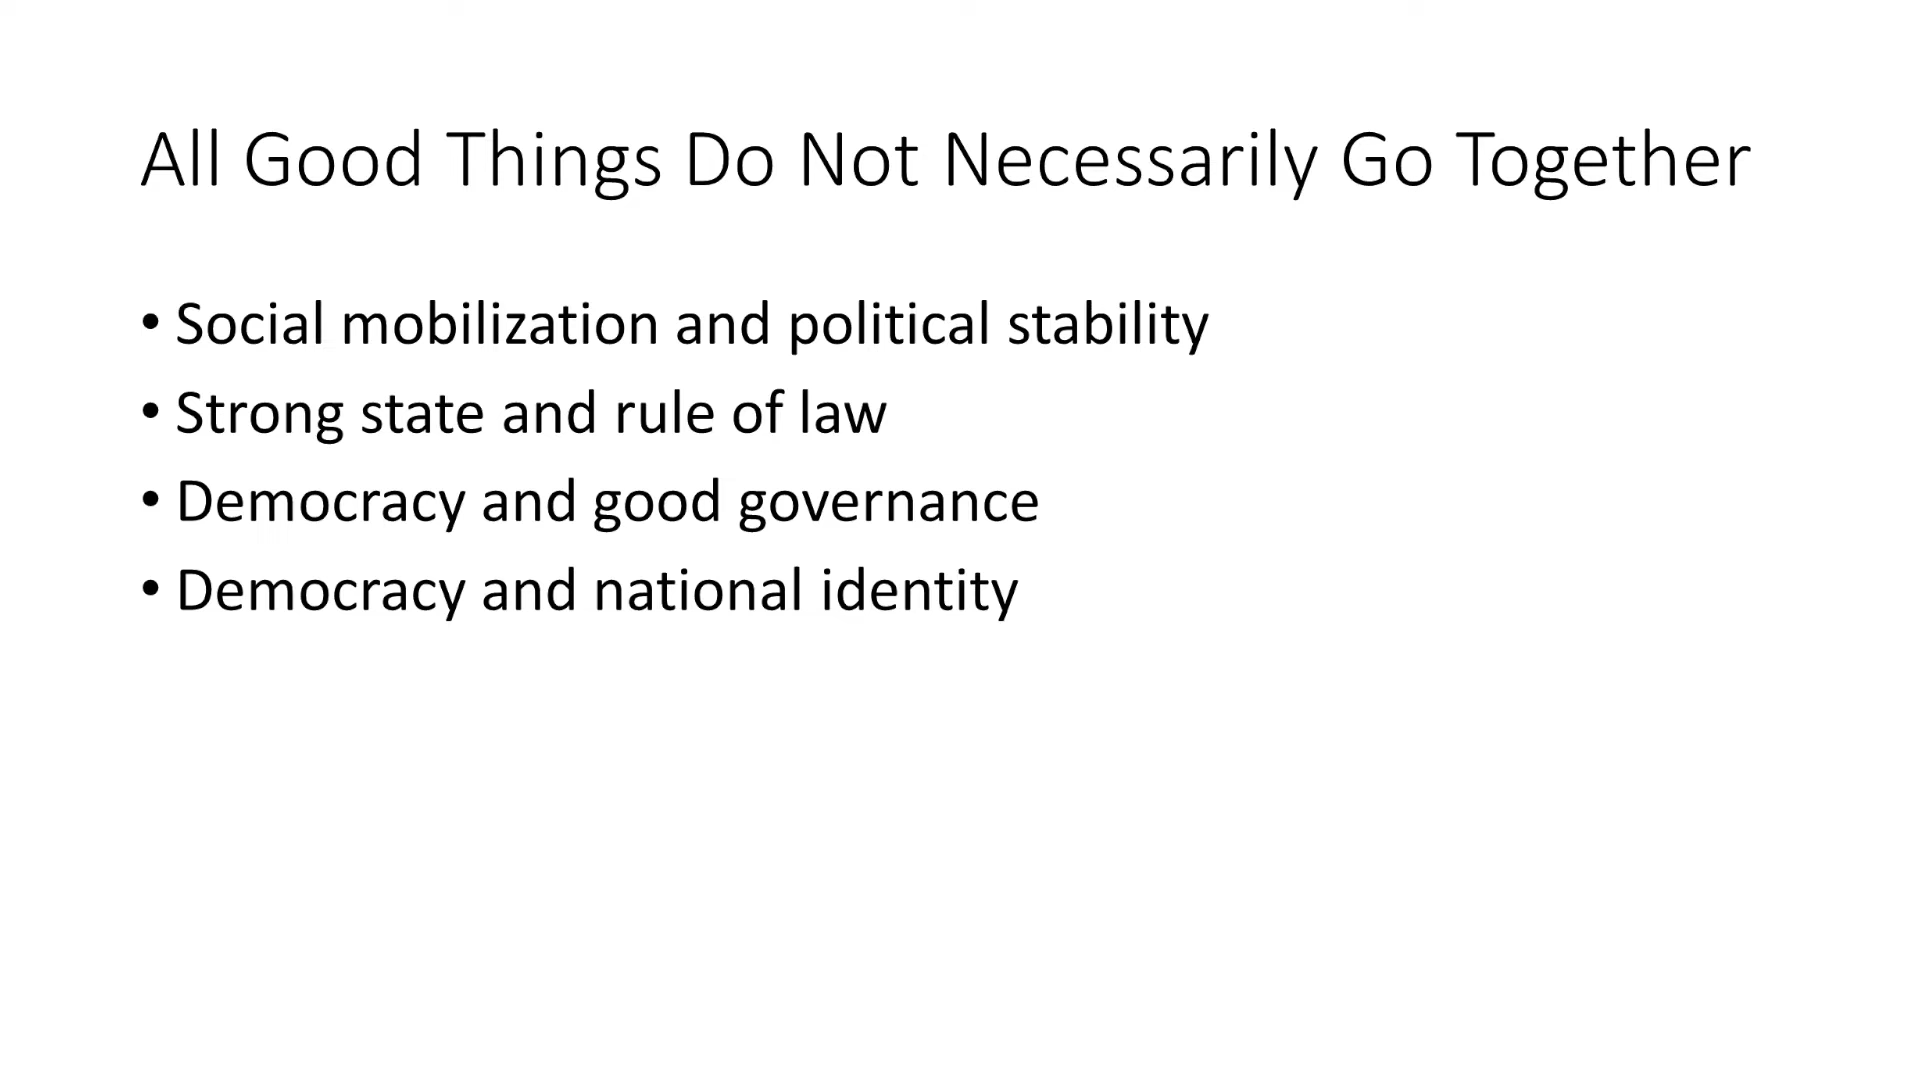 All Good Things Do Not Necessarily Go Together
• Social mobilization and political stability
• Strong state and rule of law
• Democracy and good governance
• Democracy and national identity